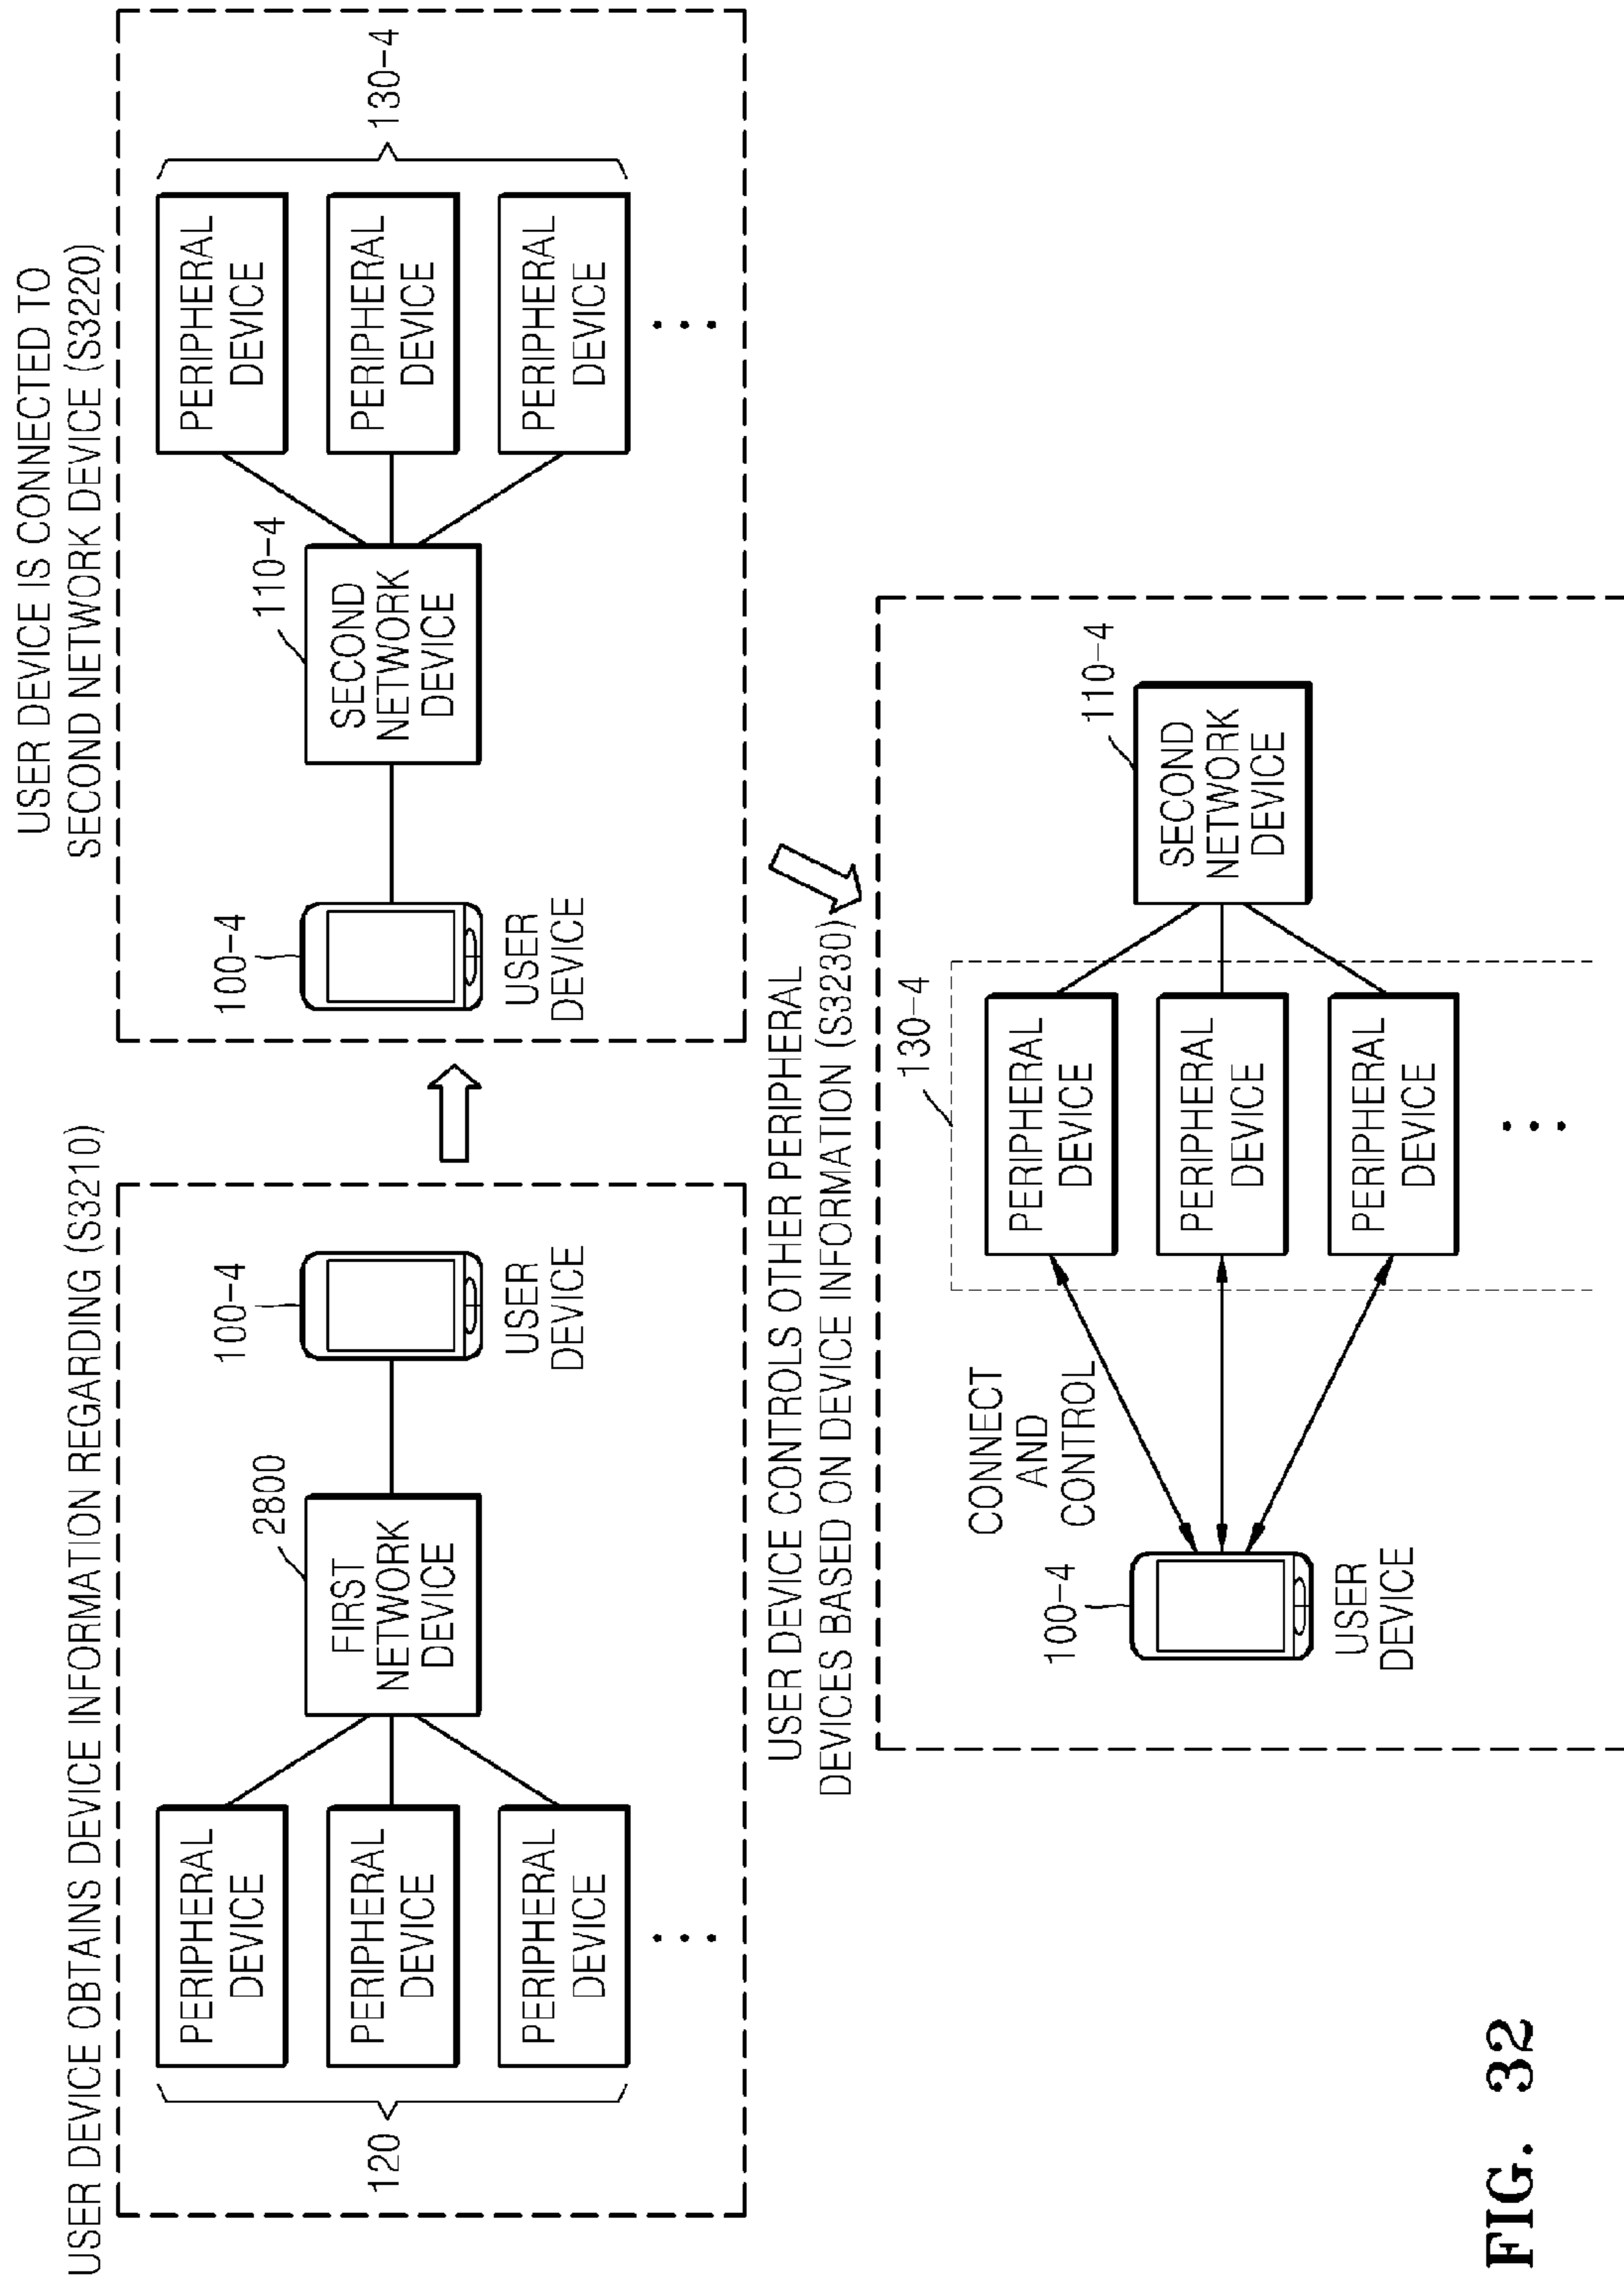 USER DEVICE OBTAINS DEVICE INFORMATION REGARDING (S3210)
120
PERIPHERAL
DEVICE
PERIPHERAL
DEVICE
PERIPHERAL
DEVICE
2800
FIRST
NETWORK
DEVICE
100-4
USER
DEVICE
USER DEVICE IS CONNECTED TO
SECOND NETWORK DEVICE (S3220)
100-4
USER
DEVICE
110-4
SECOND
NETWORK
DEVICE
PERIPHERAL
DEVICE
PERIPHERAL
DEVICE
PERIPHERAL
DEVICE
130-4
USER DEVICE CONTROLS OTHER PERIPHERAL
DEVICES BASED ON DEVICE INFORMATION (S3230)
100-4
USER
DEVICE
CONNECT
AND
CONTROL
130-4
PERIPHERAL
DEVICE
PERIPHERAL
DEVICE
PERIPHERAL
DEVICE
110-4
SECOND
NETWORK
DEVICE
FIG. 32